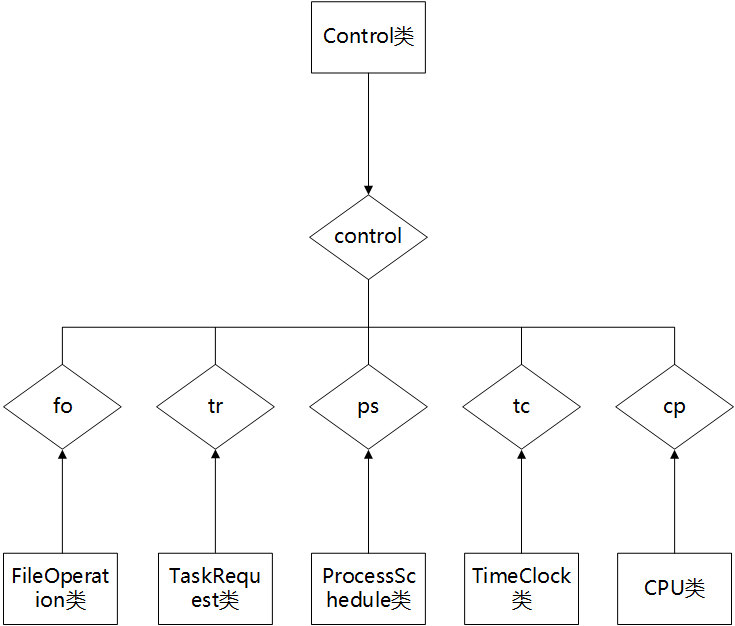 Control类
control
fo
tr
ps
tc
cp
FileOperat
ion类
TaskRequ
est类
ProcessSc
hedule类
TimeClock
类
CPU类